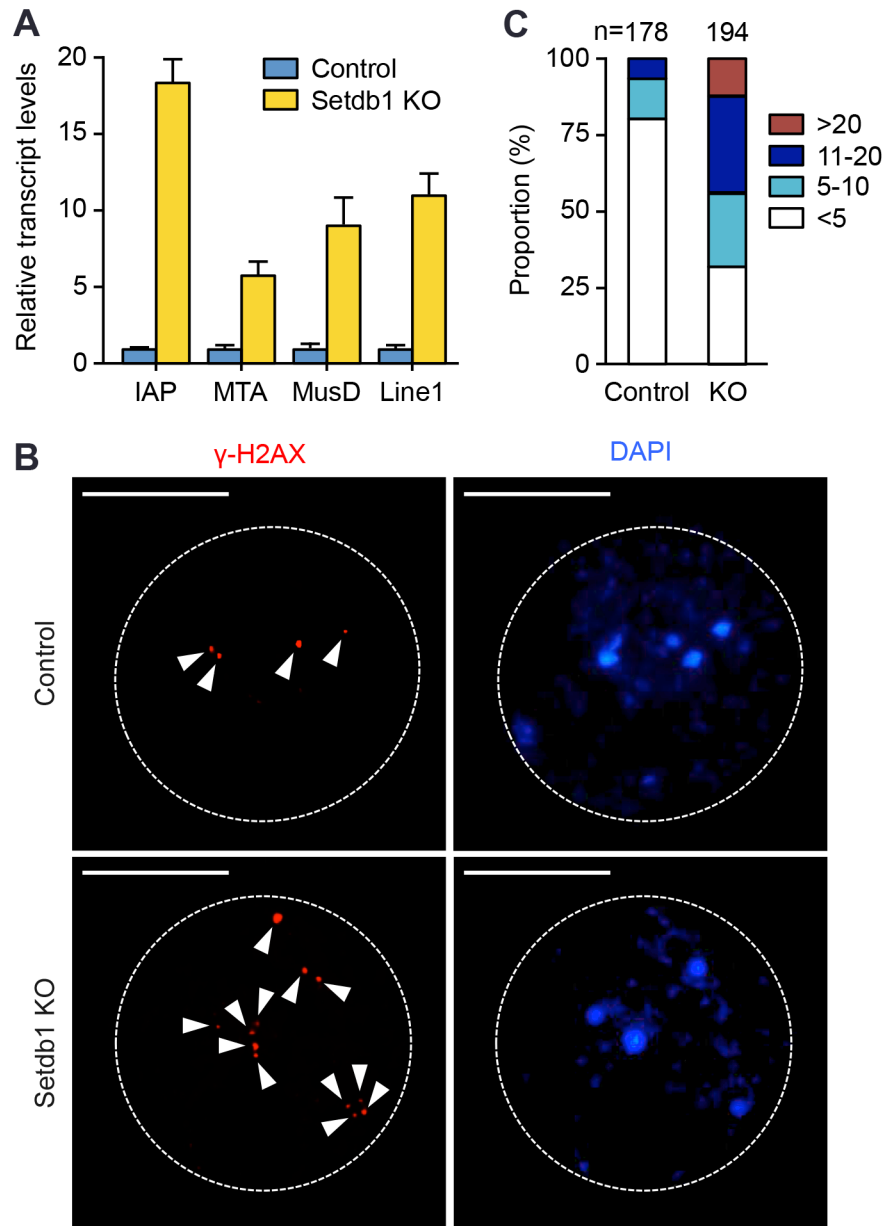 A
Relative transcript levels
20
15
10
5
0
Control
Setdb1 KO
IAP MTA MusD Line1
C
n=178 194
Proportion (%)
100
75
50
25
0
>20
11-20
5-10
<5
Control KO
B
γ-H2AX DAPI
Control
Setdb1 KO